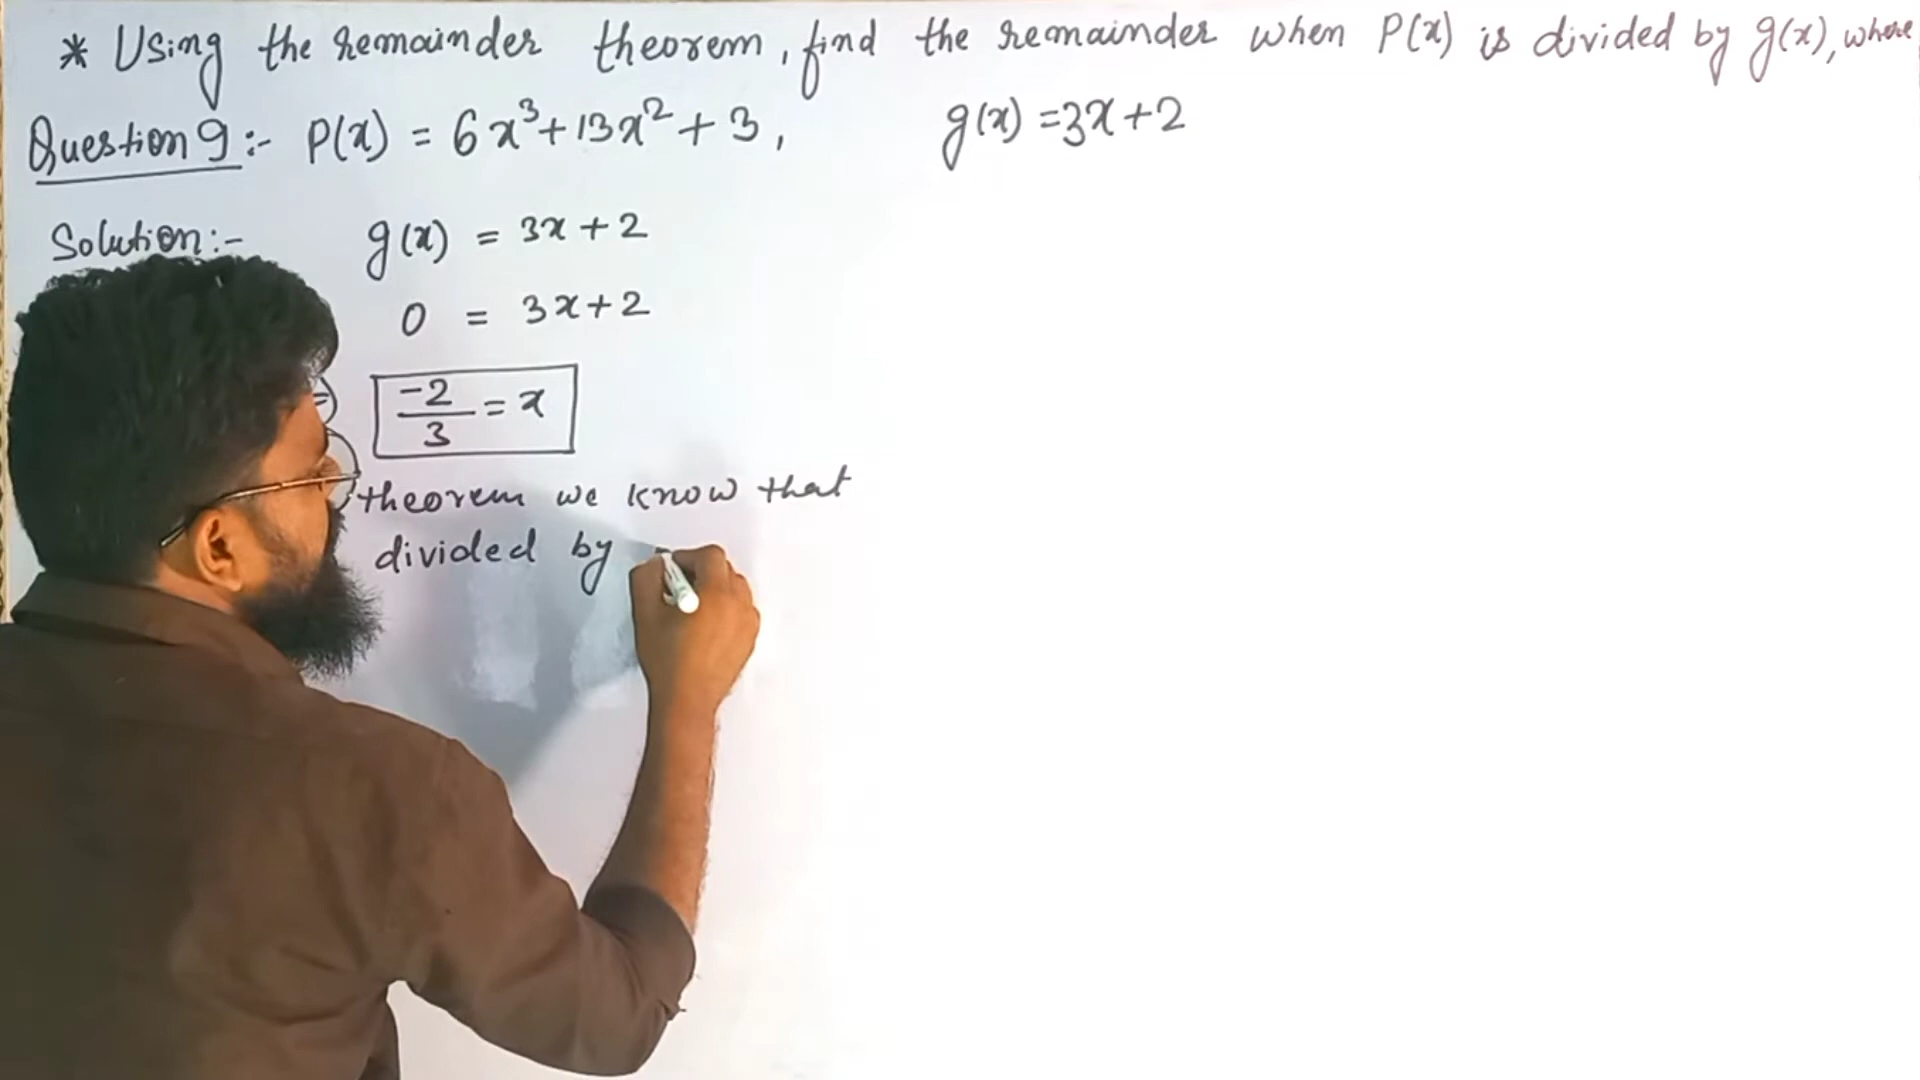 * Using the remainder theorem, find the remainder when P(x) is divided by g(x), where
Question 9:- P(x) = 6x³+13x²+3, g(x) =3x+2
Solution:- g(x) = 3x+2
0 = 3x+2
-2/3 = x
theorem we know that
divided by